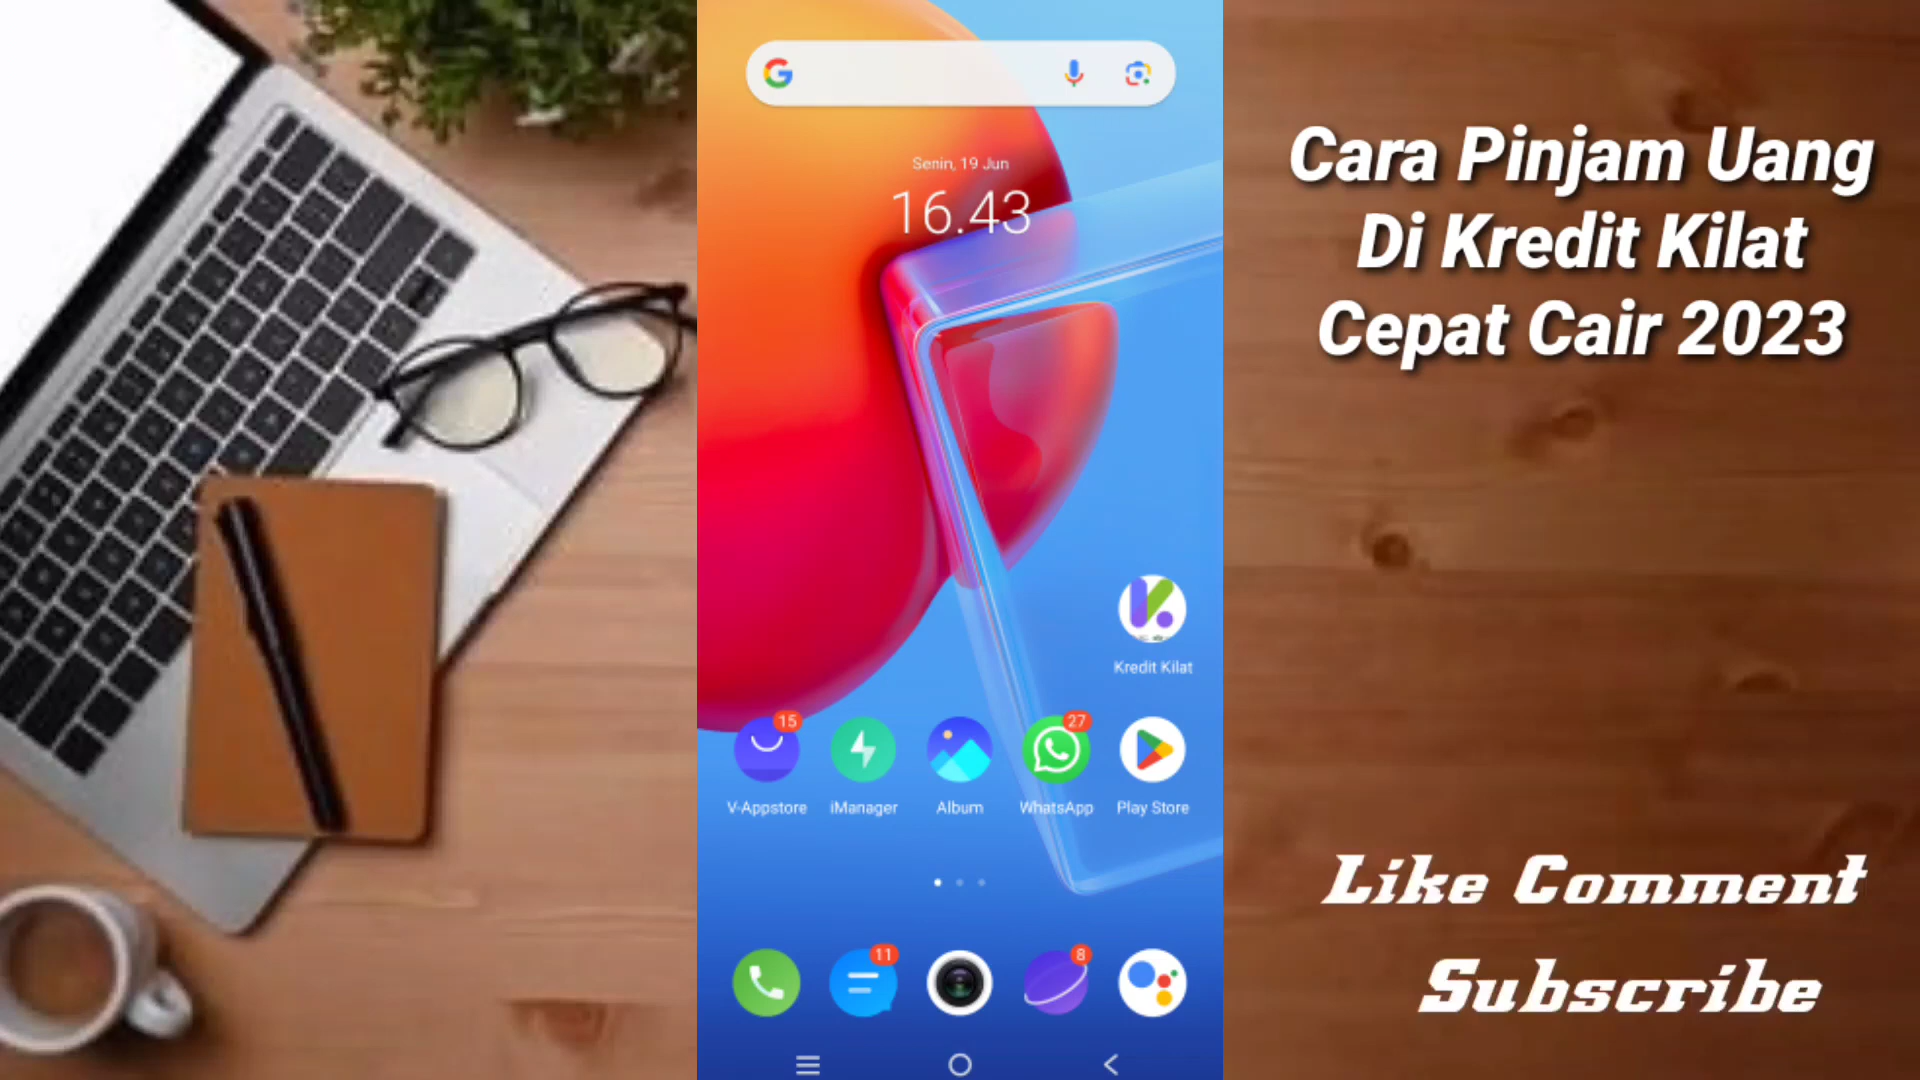 Senin, 19 Jun
16.43
Cara Pinjam Uang
Di Kredit Kilat
Cepat Cair 2023
Kredit Kilat
15
27
V-Appstore
iManager
Album
WhatsApp
Play Store
11
8
Like Comment
Subscribe